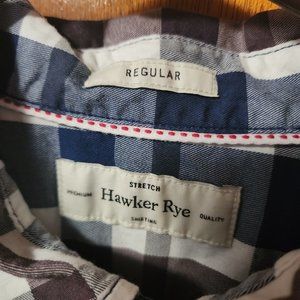 REGULAR
STRETCH
PREMIUM Hawker Rye QUALITY
SHIRTING